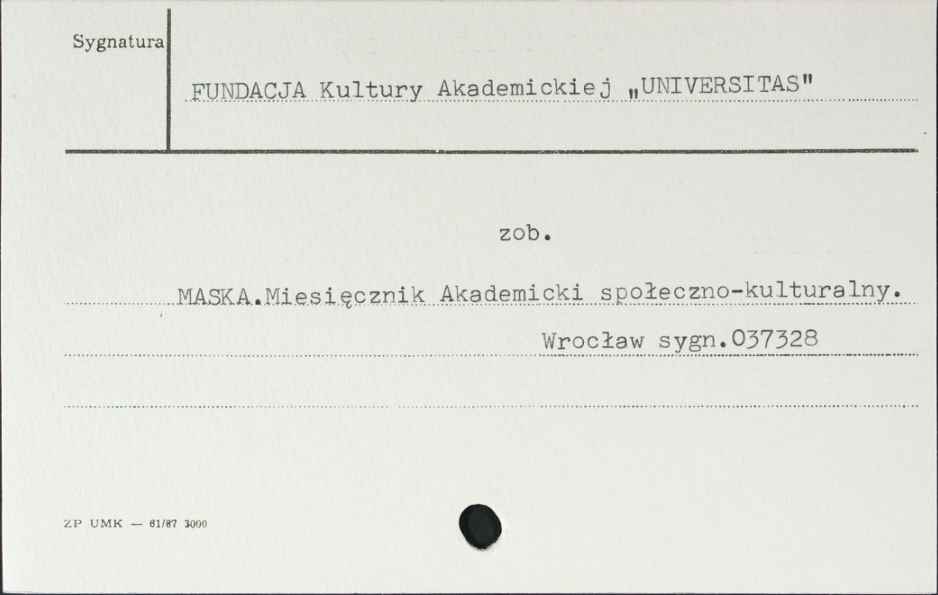 Sygnatura
FUNDACJA Kultury Akademickiej „UNIVERSITAS"
zob.
MASKA.Miesięcznik Akademicki społeczno-kulturalny.
Wrocław sygn.037328
ZP UMK — 61/87 3000